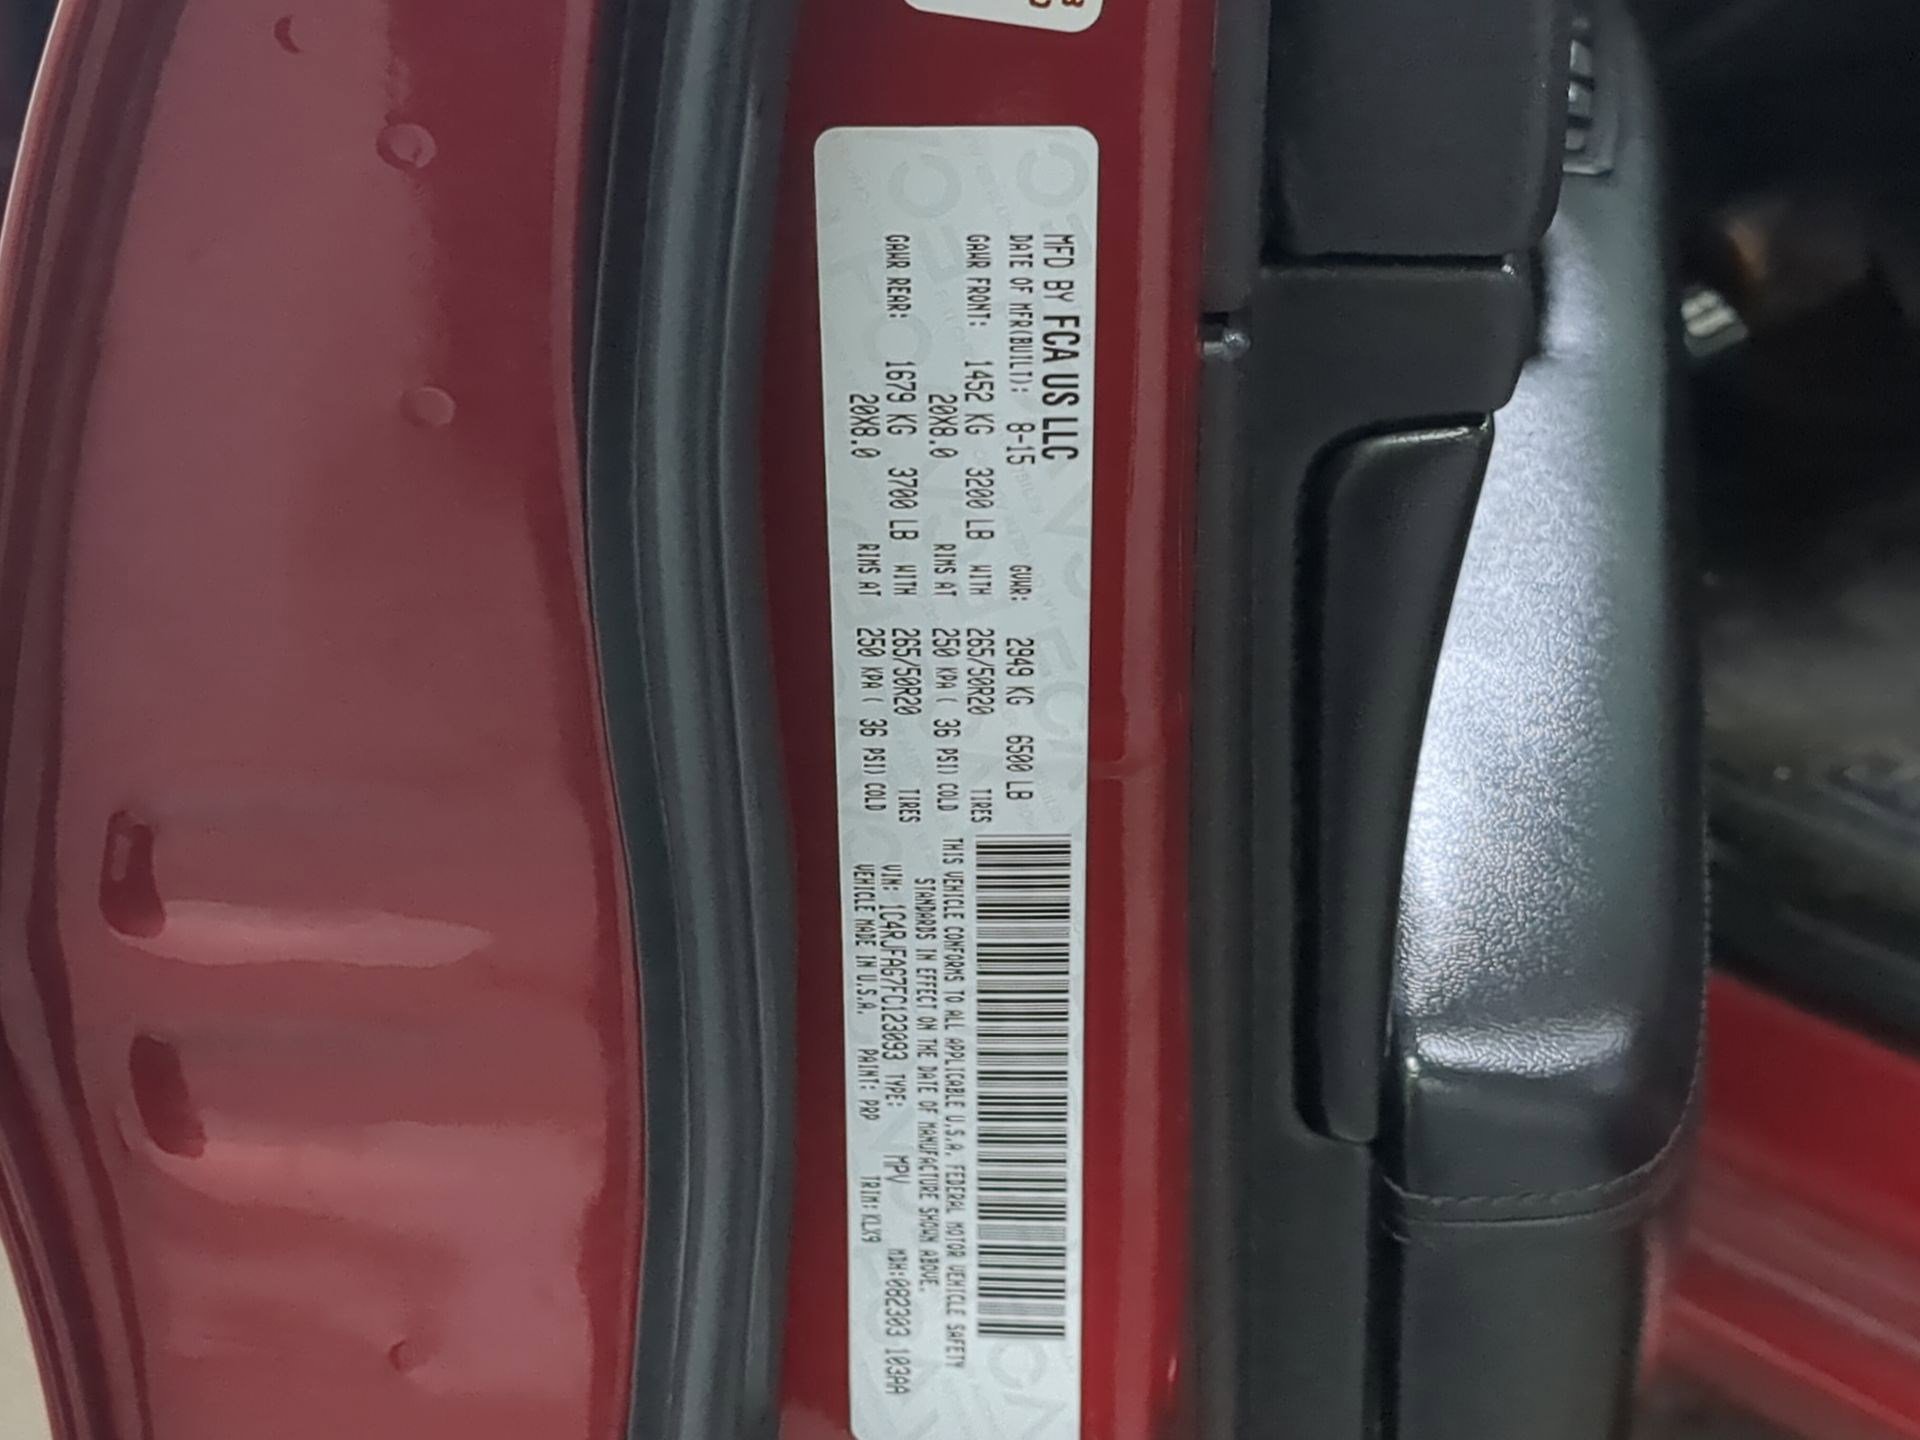 MFD BY FCA US LLC
DATE OF MFR(BUILT): 8-15 GVWR: 2949 KG 6500 LB
GAWR FRONT: 1452 KG 3200 LB WITH 265/50R20 TIRES
20X8.0 RIMS AT 250 KPA( 36 PSI) COLD
GAWR REAR: 1679 KG 3700 LB WITH 265/50R20 TIRES
20X8.0 RIMS AT 250 KPA( 36 PSI) COLD
THIS VEHICLE CONFORMS TO ALL APPLICABLE U.S.A. FEDERAL MOTOR VEHICLE SAFETY
STANDARDS IN EFFECT ON THE DATE OF MANUFACTURE SHOWN ABOVE.
VIN: 1C4RJFAG7FC123093 TYPE: MPV MDH:082303 103AA
VEHICLE MADE IN U.S.A. PAINT: PRP TRIM:KLX9